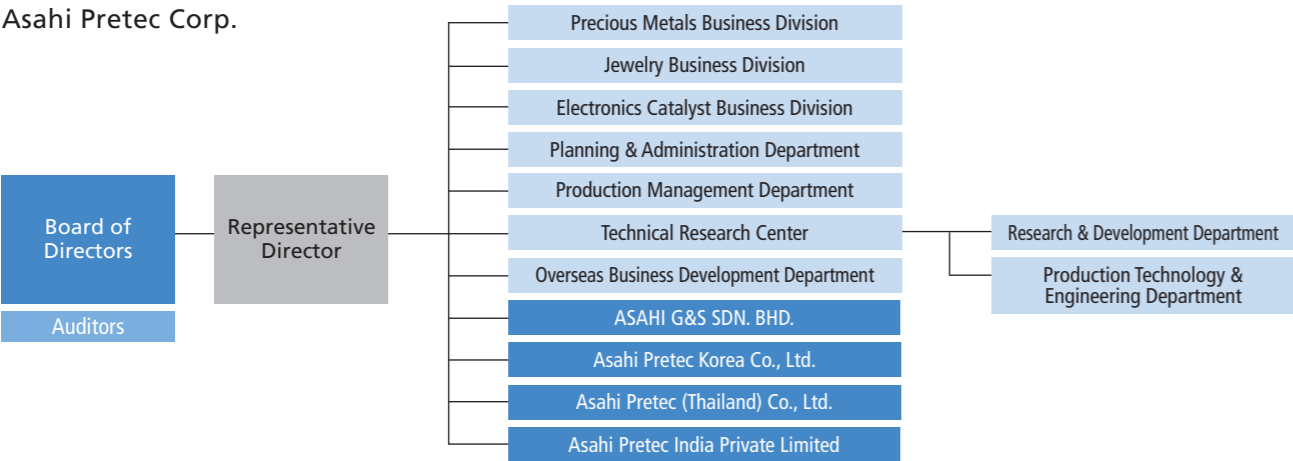 Asahi Pretec Corp.
Board of
Directors
Auditors
Representative
Director
Precious Metals Business Division
Jewelry Business Division
Electronics Catalyst Business Division
Planning & Administration Department
Production Management Department
Technical Research Center
Overseas Business Development Department
ASAHI G&S SDN. BHD.
Asahi Pretec Korea Co., Ltd.
Asahi Pretec (Thailand) Co., Ltd.
Asahi Pretec India Private Limited
Research & Development Department
Production Technology &
Engineering Department